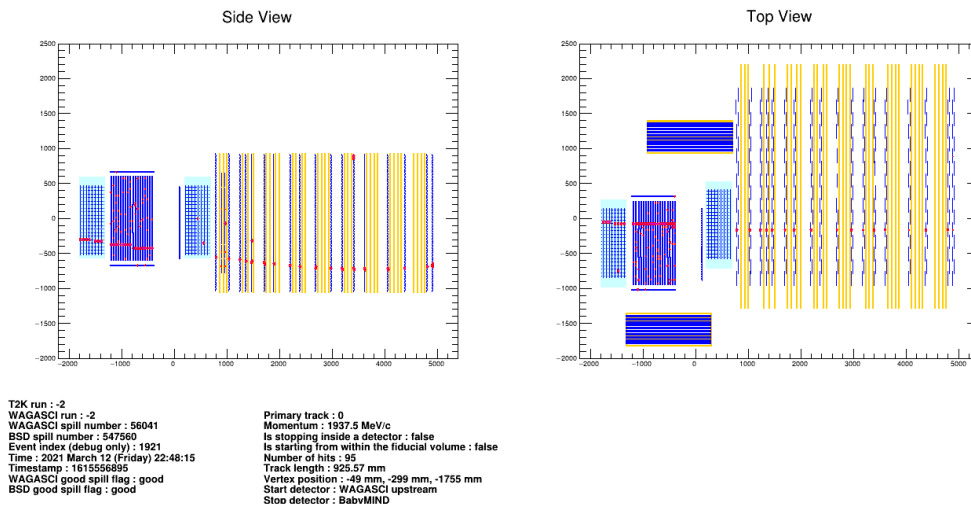 Side View
Top View
2500
2000
1500
1000
500
0
−500
−1000
−1500
−2000
−2000
−1000
0
1000
2000
3000
4000
5000
2500
2000
1500
1000
500
0
−500
−1000
−1500
−2000
−2000
−1000
0
1000
2000
3000
4000
5000
T2K run : -2
WAGASCI run : -2
WAGASCI spill number : 56041
BSD spill number : 547560
Event index (debug only) : 1921
Time : 2021 March 12 (Friday) 22:48:15
Timestamp : 1615556895
WAGASCI good spill flag : good
BSD good spill flag : good
Primary track : 0
Momentum : 1937.5 MeV/c
Is stopping inside a detector : false
Is starting from within the fiducial volume : false
Number of hits : 95
Track length : 925.57 mm
Vertex position : -49 mm, -299 mm, -1755 mm
Start detector : WAGASCI upstream
Stop detector : BabyMIND